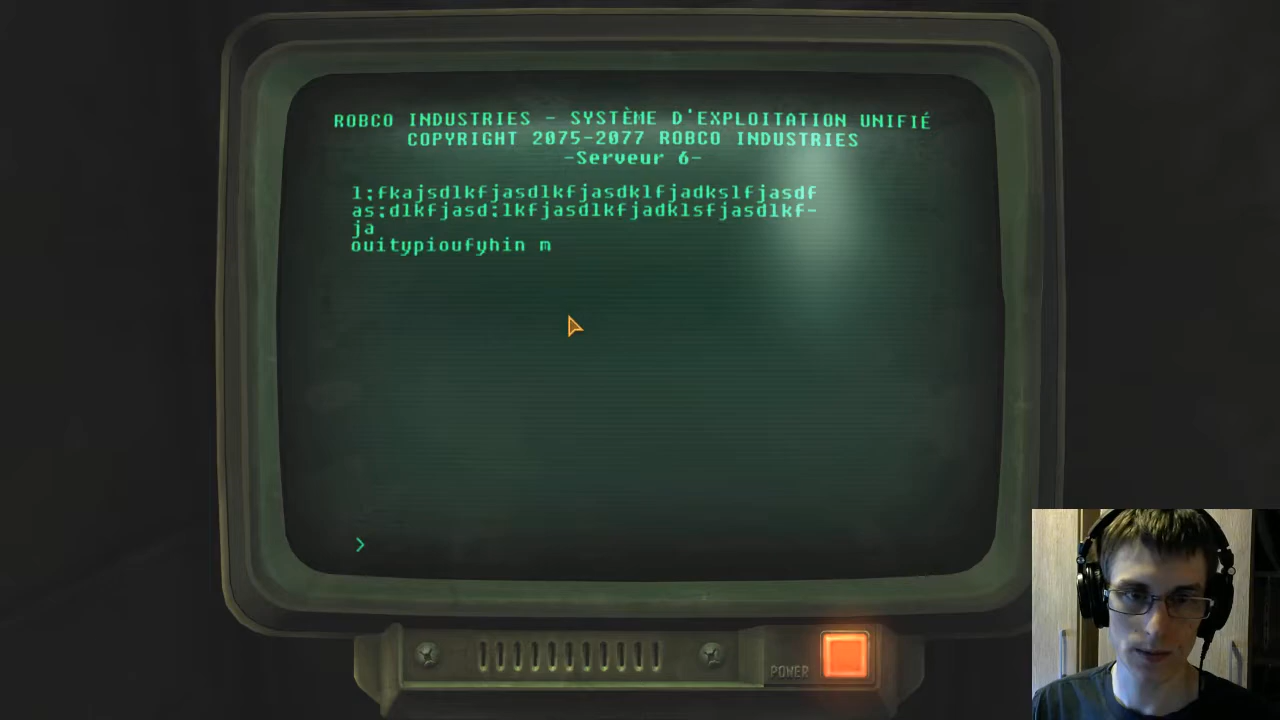 ROBCO INDUSTRIES - SYSTÈME D'EXPLOITATION UNIFIÉ
COPYRIGHT 2075-2077 ROBCO INDUSTRIES
-Serveur 6-
l;fkajsdlkfjasdlkfjasdklfjadkslfjasdf
as;dlkfjasd;lkfjasdlkfjadklsfjasdlkf-
ja
ouitypioufyhin m
>
POWER